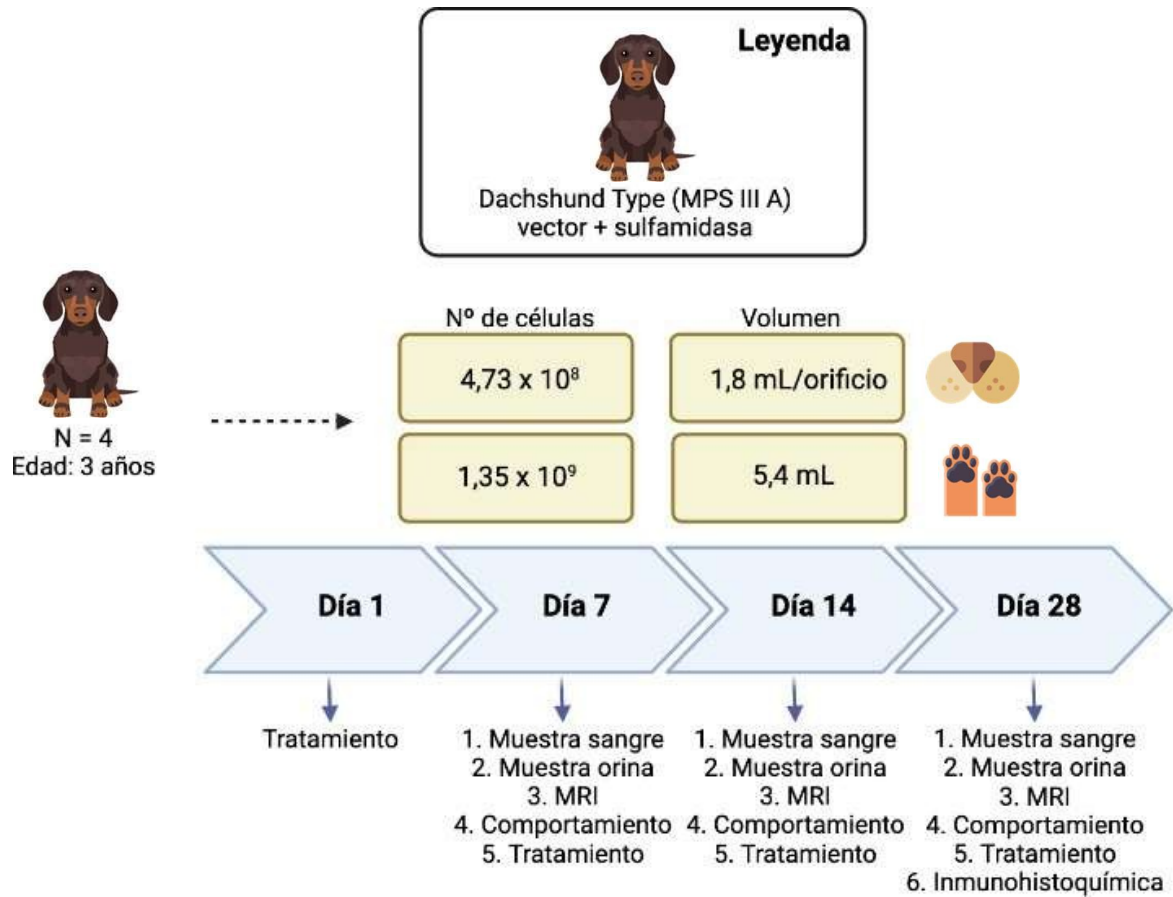 Leyenda
Dachshund Type (MPS III A)
vector + sulfamidasa
N = 4
Edad: 3 años
Nº de células
Volumen
4,73 x 10⁸
1,8 mL/orificio
1,35 x 10⁹
5,4 mL
Día 1
Día 7
Día 14
Día 28
Tratamiento
1. Muestra sangre
2. Muestra orina
3. MRI
4. Comportamiento
5. Tratamiento
1. Muestra sangre
2. Muestra orina
3. MRI
4. Comportamiento
5. Tratamiento
1. Muestra sangre
2. Muestra orina
3. MRI
4. Comportamiento
5. Tratamiento
6. Inmunohistoquímica